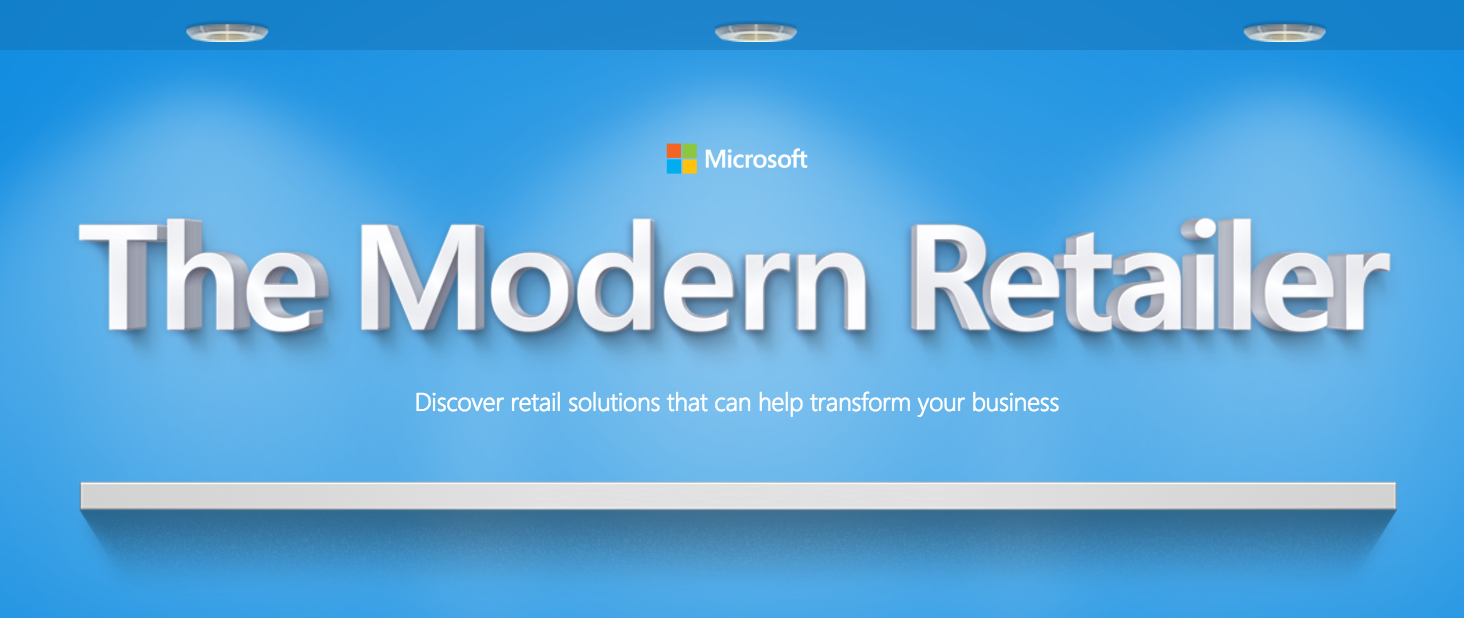 Microsoft
The Modern Retailer
Discover retail solutions that can help transform your business